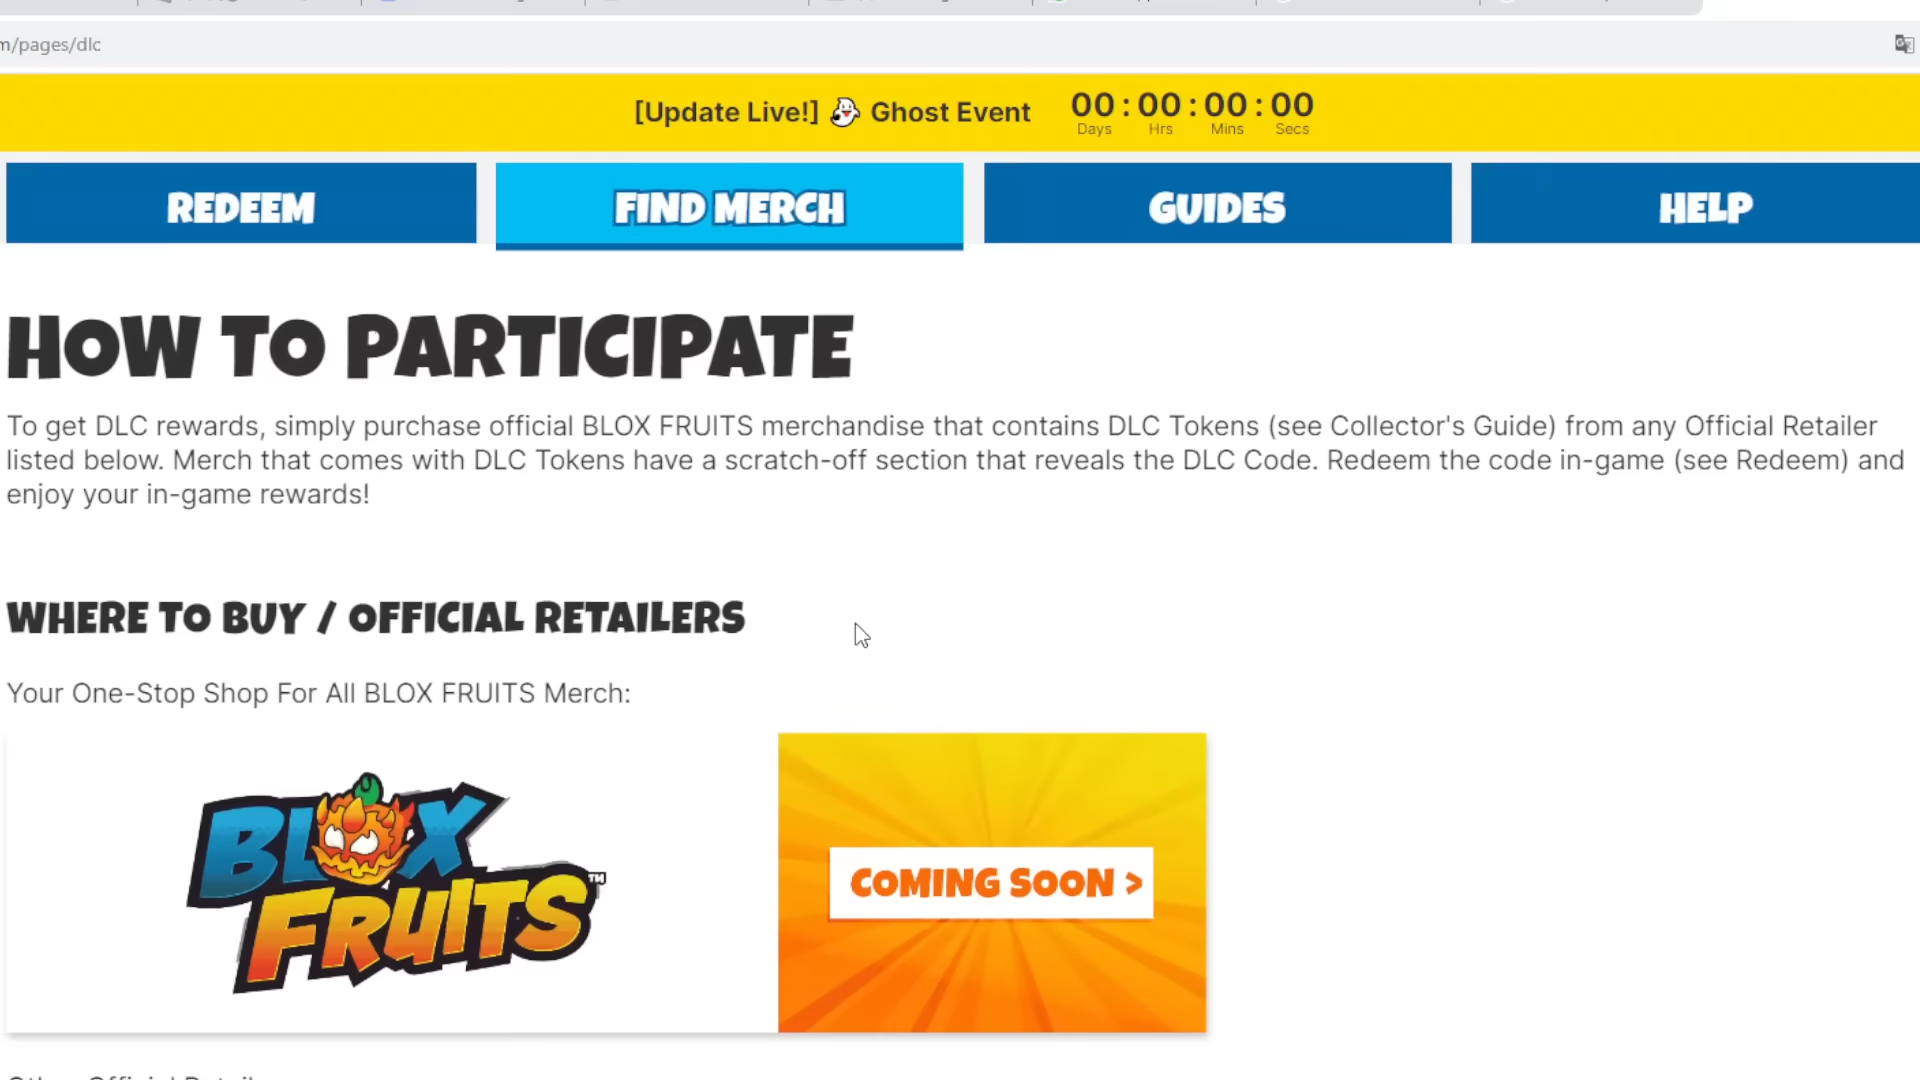 m/pages/dlc
[Update Live!] 👻 Ghost Event 00 : 00 : 00 : 00
Days Hrs Mins Secs
REDEEM FIND MERCH GUIDES HELP
HOW TO PARTICIPATE
To get DLC rewards, simply purchase official BLOX FRUITS merchandise that contains DLC Tokens (see Collector's Guide) from any Official Retailer
listed below. Merch that comes with DLC Tokens have a scratch-off section that reveals the DLC Code. Redeem the code in-game (see Redeem) and
enjoy your in-game rewards!
WHERE TO BUY / OFFICIAL RETAILERS
Your One-Stop Shop For All BLOX FRUITS Merch:
BLOX
FRUITS™
COMING SOON >